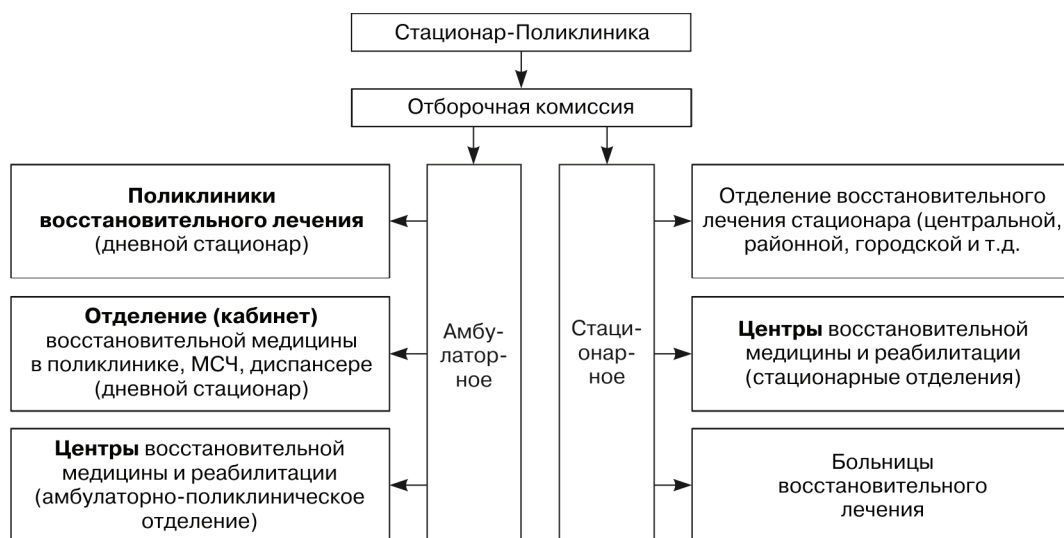 Стационар-Поликлиника
Отборочная комиссия
Поликлиники
восстановительного лечения
(дневной стационар)
Отделение (кабинет)
восстановительной медицины
в поликлинике, МСЧ, диспансере
(дневной стационар)
Центры восстановительной
медицины и реабилитации
(амбулаторно-поликлиническое
отделение)
Амбу-
латор-
ное
Стаци-
онар-
ное
Отделение восстановительного
лечения стационара (центральной,
районной, городской и т.д.
Центры восстановительной
медицины и реабилитации
(стационарные отделения)
Больницы
восстановительного
лечения